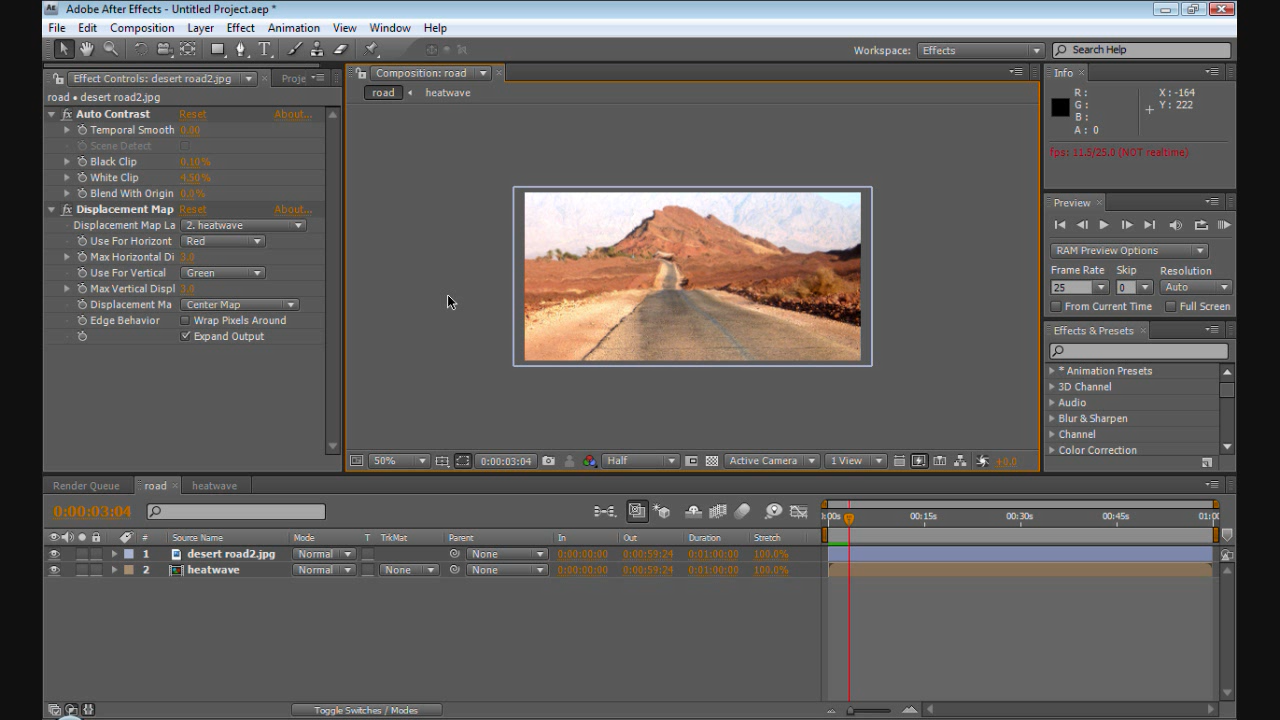 Adobe After Effects - Untitled Project.aep *
File Edit Composition Layer Effect Animation View Window Help
Workspace: Effects Search Help
Effect Controls: desert road2.jpg Proje
road • desert road2.jpg
fx Auto Contrast Reset About...
Temporal Smooth 0.00
Scene Detect
Black Clip 0.10%
White Clip 4.50%
Blend With Origin 0.0%
fx Displacement Map Reset About...
Displacement Map La 2. heatwave
Use For Horizont Red
Max Horizontal Di 3.0
Use For Vertical Green
Max Vertical Displ 3.0
Displacement Ma Center Map
Edge Behavior Wrap Pixels Around
Expand Output
Composition: road
road heatwave
50% 0:00:03:04 Half Active Camera 1 View +0.0
Info
R : X : -164
G : Y : 222
B :
A : 0
fps: 11.5/25.0 (NOT realtime)
Preview
RAM Preview Options
Frame Rate Skip Resolution
25 0 Auto
From Current Time Full Screen
Effects & Presets
* Animation Presets
3D Channel
Audio
Blur & Sharpen
Channel
Color Correction
Render Queue road heatwave
0:00:03:04
:00s 00:15s 00:30s 00:45s 01:0
# Source Name Mode T TrkMat Parent In Out Duration Stretch
1 desert road2.jpg Normal None 0:00:00:00 0:00:59:24 0:01:00:00 100.0%
2 heatwave Normal None None 0:00:00:00 0:00:59:24 0:01:00:00 100.0%
Toggle Switches / Modes